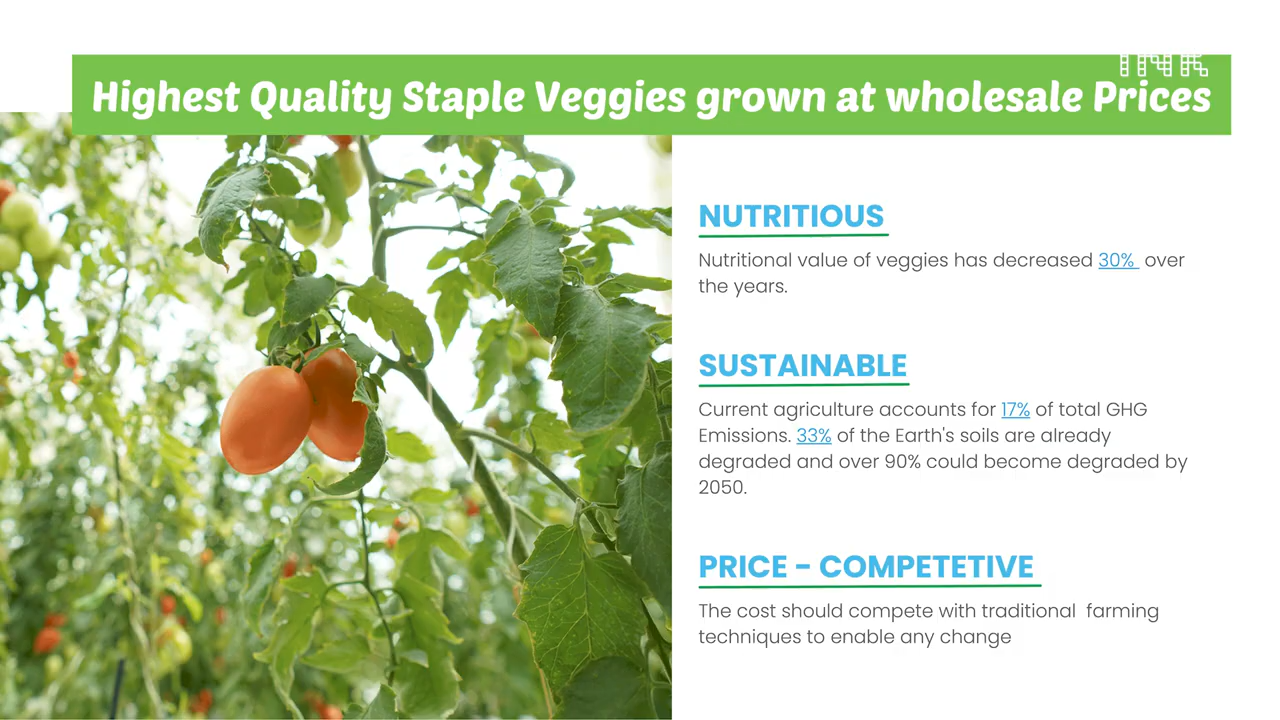 INK
Highest Quality Staple Veggies grown at wholesale Prices
NUTRITIOUS
Nutritional value of veggies has decreased 30% over
the years.
SUSTAINABLE
Current agriculture accounts for 17% of total GHG
Emissions. 33% of the Earth's soils are already
degraded and over 90% could become degraded by
2050.
PRICE - COMPETETIVE
The cost should compete with traditional farming
techniques to enable any change